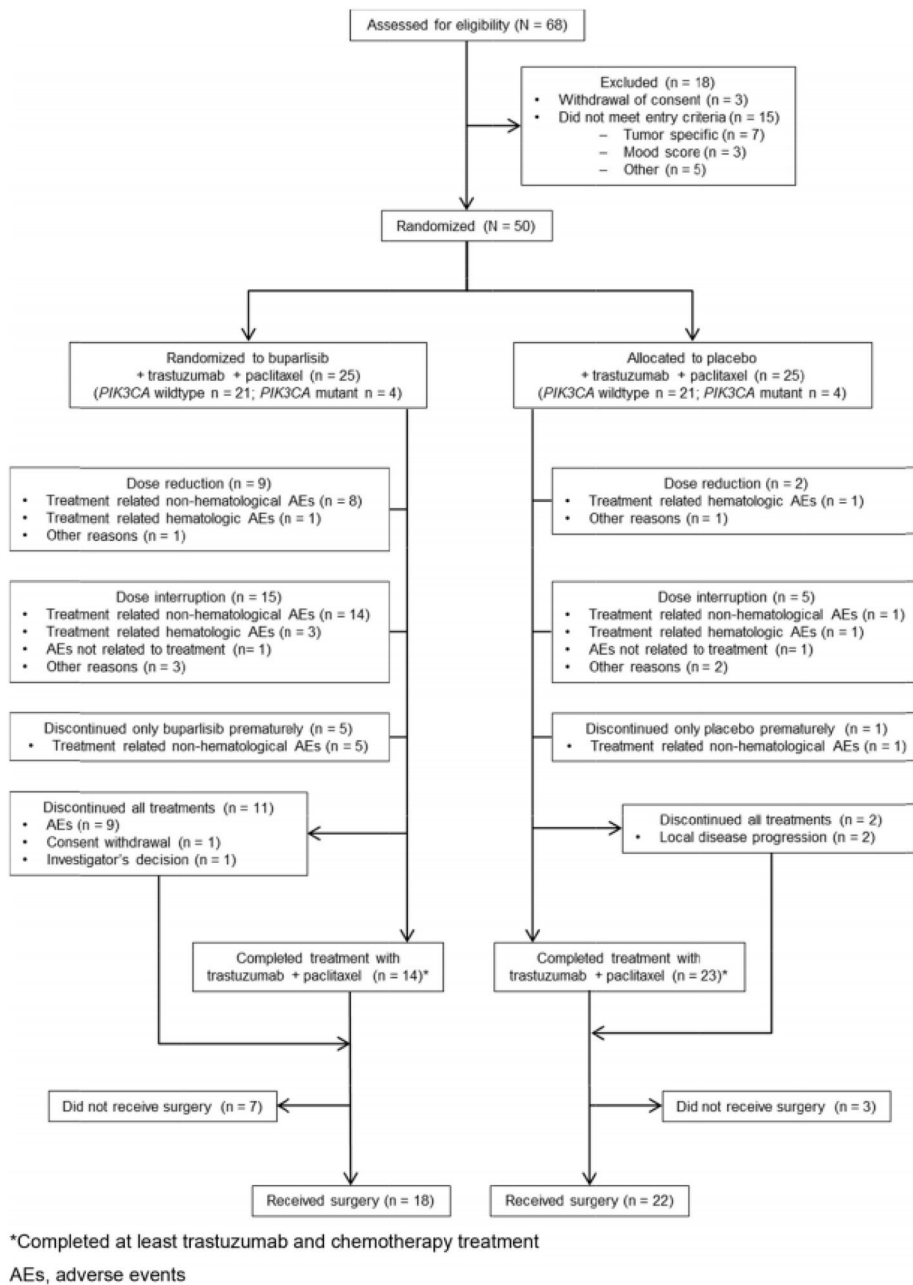 Assessed for eligibility (N = 68)
Excluded (n = 18)
• Withdrawal of consent (n = 3)
• Did not meet entry criteria (n = 15)
– Tumor specific (n = 7)
– Mood score (n = 3)
– Other (n = 5)
Randomized (N = 50)
Randomized to buparlisib
+ trastuzumab + paclitaxel (n = 25)
(PIK3CA wildtype n = 21; PIK3CA mutant n = 4)
Allocated to placebo
+ trastuzumab + paclitaxel (n = 25)
(PIK3CA wildtype n = 21; PIK3CA mutant n = 4)
Dose reduction (n = 9)
• Treatment related non-hematological AEs (n = 8)
• Treatment related hematologic AEs (n = 1)
• Other reasons (n = 1)
Dose reduction (n = 2)
• Treatment related hematologic AEs (n = 1)
• Other reasons (n = 1)
Dose interruption (n = 15)
• Treatment related non-hematological AEs (n = 14)
• Treatment related hematologic AEs (n = 3)
• AEs not related to treatment (n= 1)
• Other reasons (n = 3)
Dose interruption (n = 5)
• Treatment related non-hematological AEs (n = 1)
• Treatment related hematologic AEs (n = 1)
• AEs not related to treatment (n= 1)
• Other reasons (n = 2)
Discontinued only buparlisib prematurely (n = 5)
• Treatment related non-hematological AEs (n = 5)
Discontinued only placebo prematurely (n = 1)
• Treatment related non-hematological AEs (n = 1)
Discontinued all treatments (n = 11)
• AEs (n = 9)
• Consent withdrawal (n = 1)
• Investigator's decision (n = 1)
Discontinued all treatments (n = 2)
• Local disease progression (n = 2)
Completed treatment with
trastuzumab + paclitaxel (n = 14)*
Completed treatment with
trastuzumab + paclitaxel (n = 23)*
Did not receive surgery (n = 7)
Did not receive surgery (n = 3)
Received surgery (n = 18)
Received surgery (n = 22)
*Completed at least trastuzumab and chemotherapy treatment
AEs, adverse events